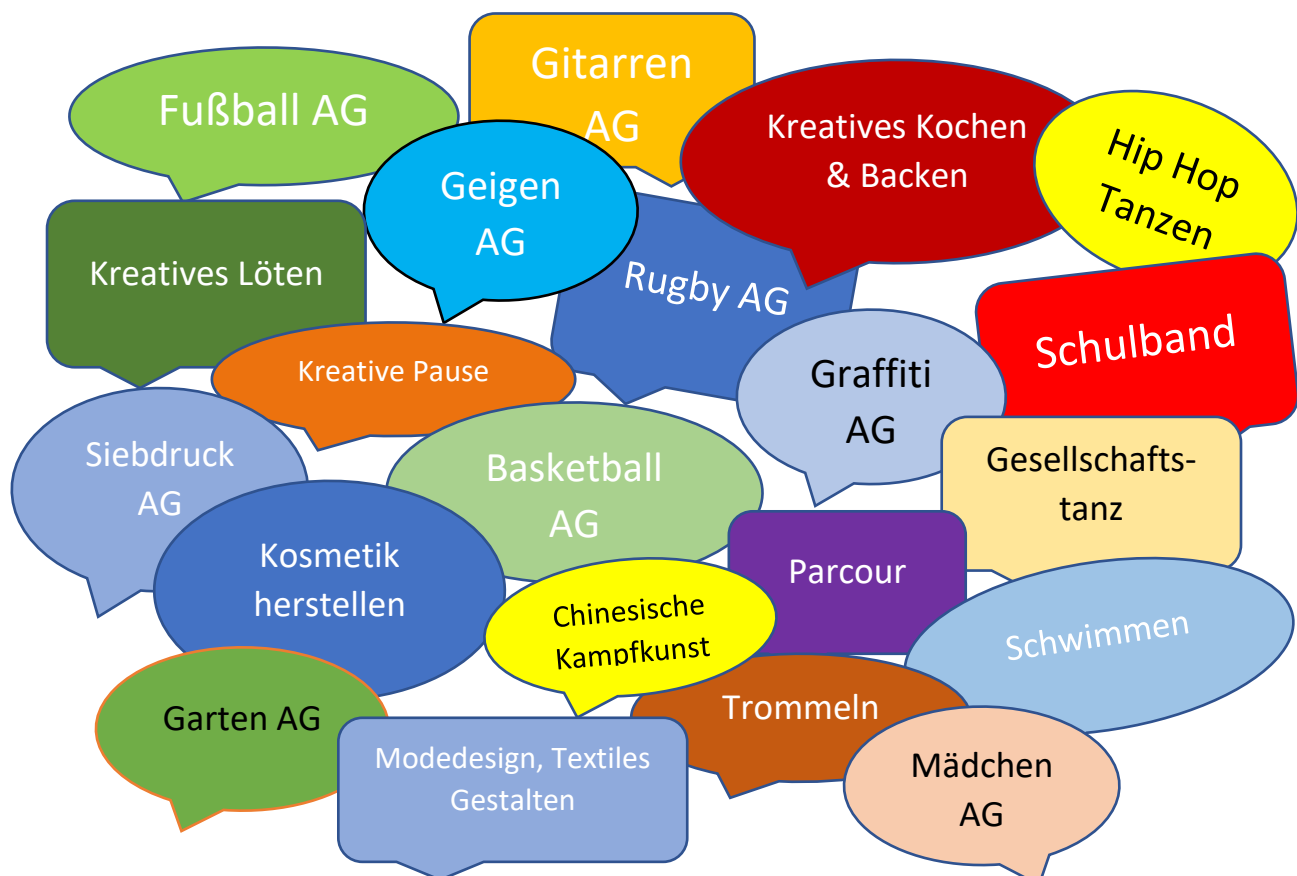 Fußball AG
Gitarren
AG
Kreatives Kochen
& Backen
Hip Hop
Tanzen
Geigen
AG
Kreatives Löten
Rugby AG
Schulband
Kreative Pause
Graffiti
AG
Siebdruck
AG
Basketball
AG
Gesellschafts-
tanz
Kosmetik
herstellen
Chinesische
Kampfkunst
Parcour
Schwimmen
Garten AG
Trommeln
Modedesign, Textiles
Gestalten
Mädchen
AG